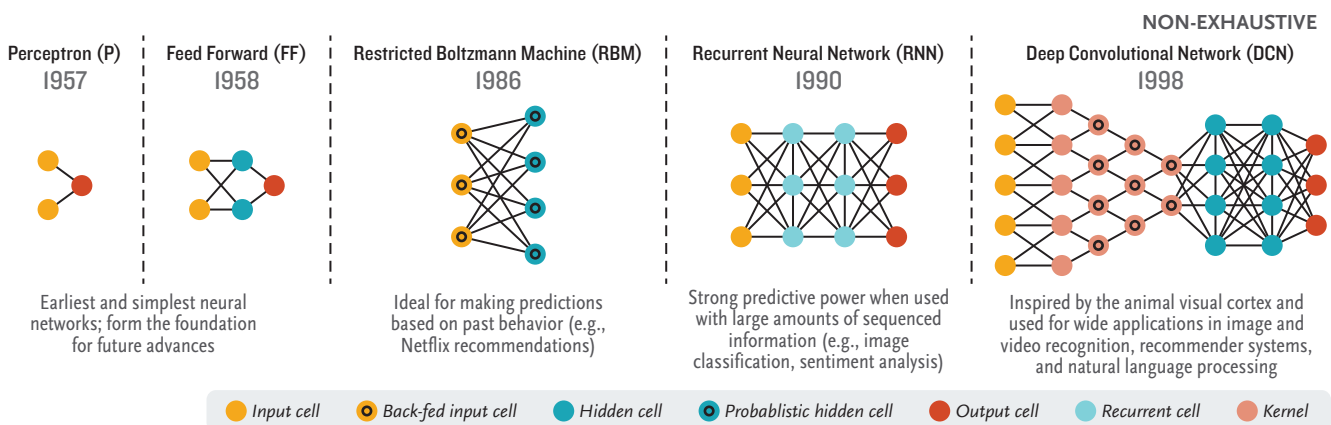 NON-EXHAUSTIVE
Perceptron (P)
1957
Feed Forward (FF)
1958
Restricted Boltzmann Machine (RBM)
1986
Recurrent Neural Network (RNN)
1990
Deep Convolutional Network (DCN)
1998
Earliest and simplest neural
networks; form the foundation
for future advances
Ideal for making predictions
based on past behavior (e.g.,
Netflix recommendations)
Strong predictive power when used
with large amounts of sequenced
information (e.g., image
classification, sentiment analysis)
Inspired by the animal visual cortex and
used for wide applications in image and
video recognition, recommender systems,
and natural language processing
Input cell
Back-fed input cell
Hidden cell
Probablistic hidden cell
Output cell
Recurrent cell
Kernel